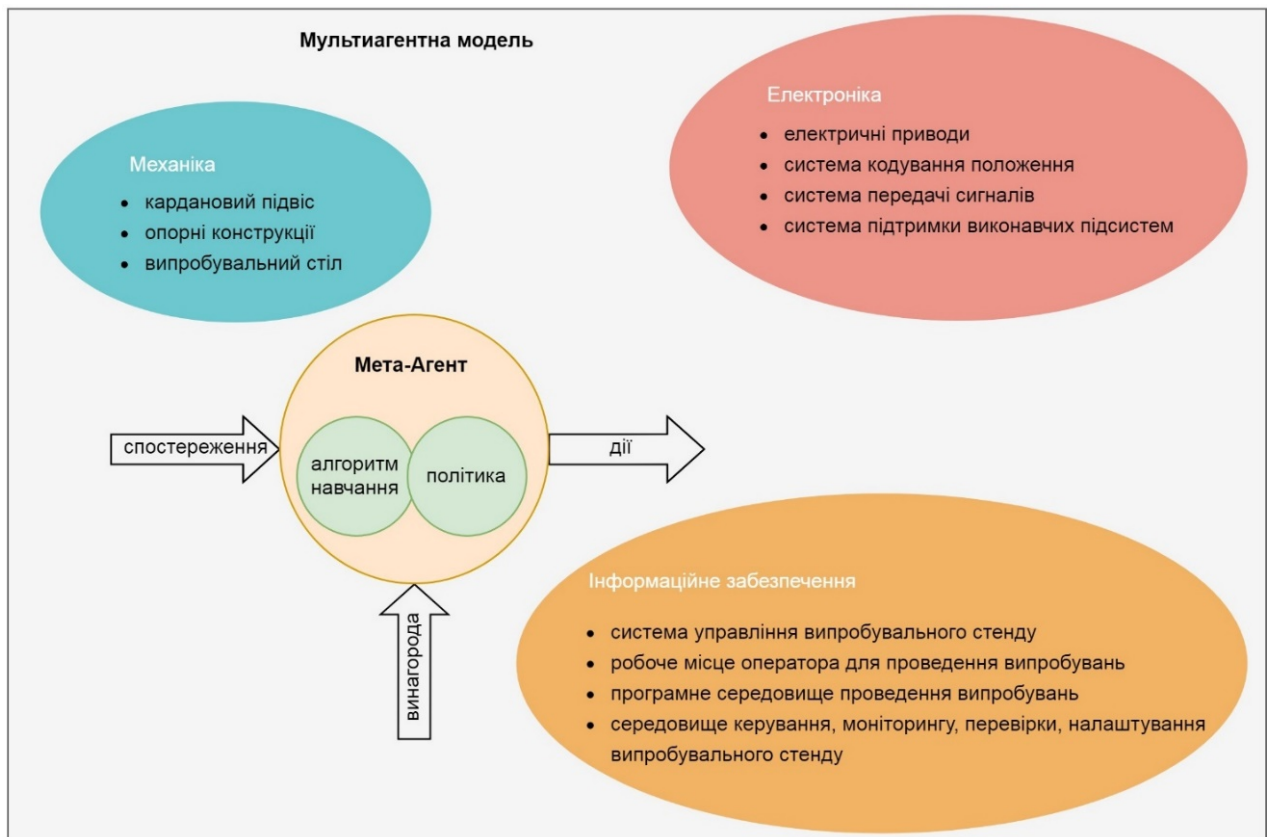 Мультиагентна модель
Механіка
• кардановий підвіс
• опорні конструкції
• випробувальний стіл
Електроніка
• електричні приводи
• система кодування положення
• система передачі сигналів
• система підтримки виконавчих підсистем
Мета-Агент
спостереження
алгоритм
навчання
політика
дії
винагорода
Інформаційне забезпечення
• система управління випробувального стенду
• робоче місце оператора для проведення випробувань
• програмне середовище проведення випробувань
• середовище керування, моніторингу, перевірки, налаштування
випробувального стенду